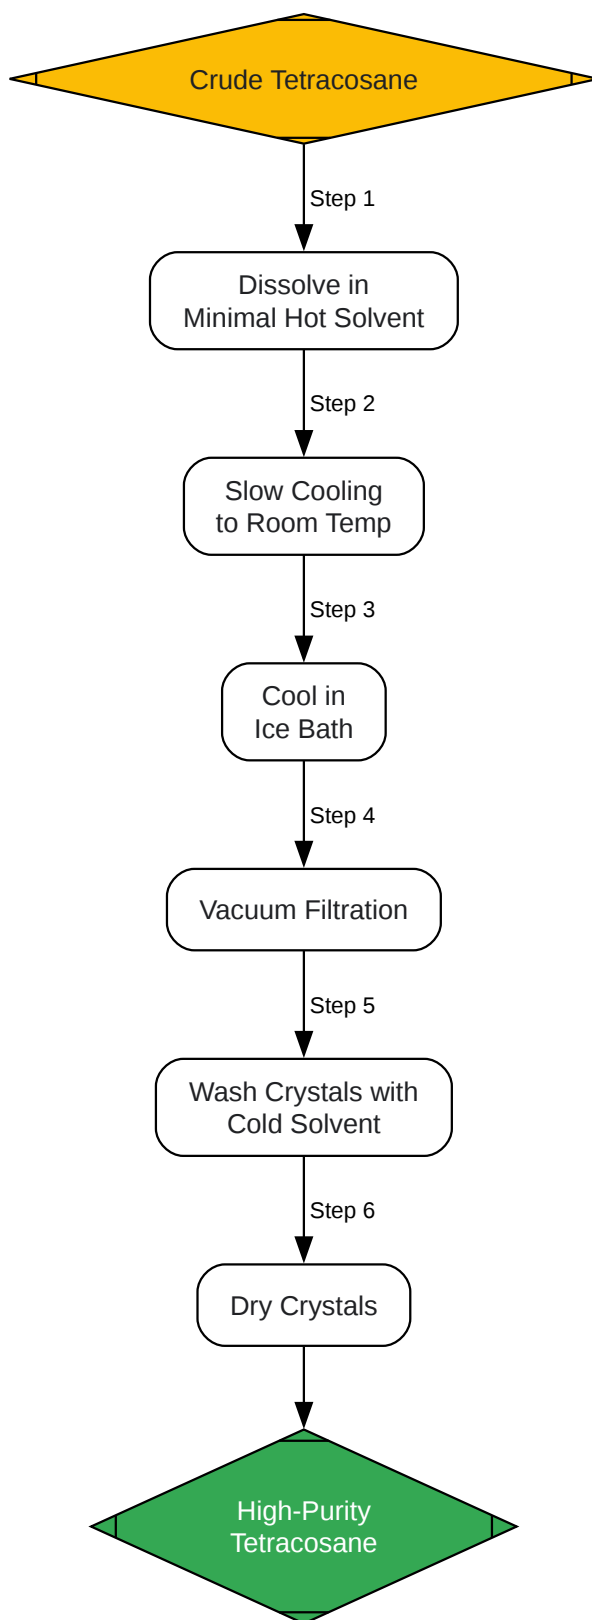 Crude Tetracosane
Step 1
Dissolve in
Minimal Hot Solvent
Step 2
Slow Cooling
to Room Temp
Step 3
Cool in
Ice Bath
Step 4
Vacuum Filtration
Step 5
Wash Crystals with
Cold Solvent
Step 6
Dry Crystals
High-Purity
Tetracosane